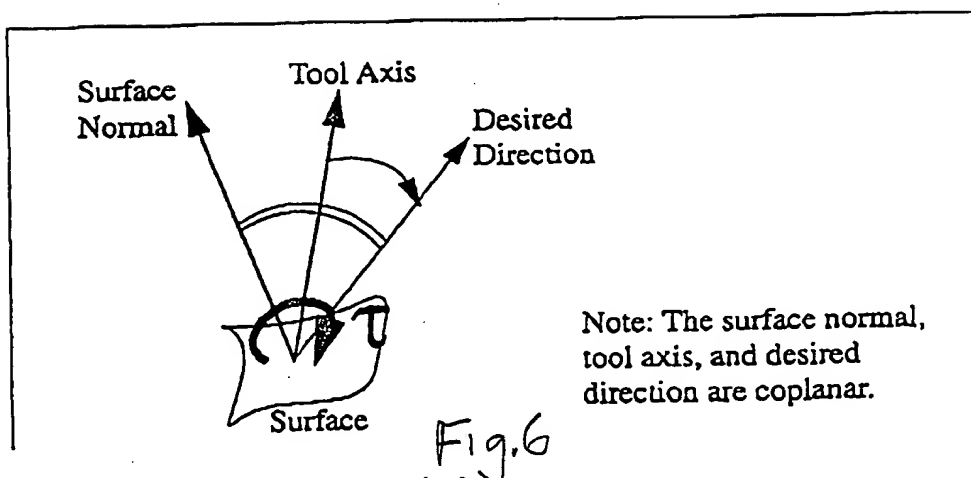 Tool Axis
Surface
Normal
Desired
Direction
τ
Note: The surface normal,
tool axis, and desired
direction are coplanar.
Surface
Fig.6